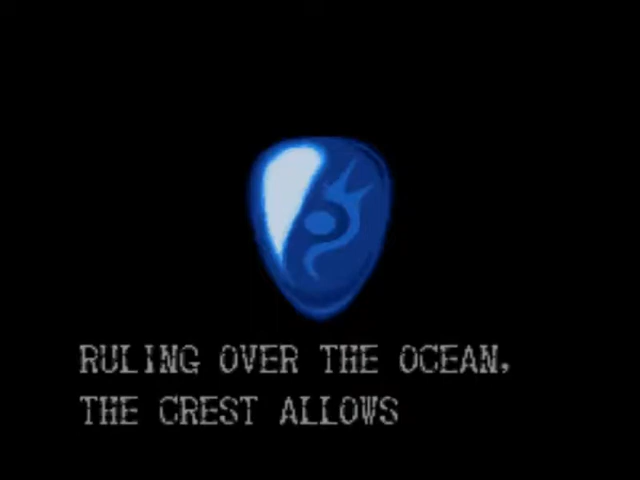 RULING OVER THE OCEAN,
THE CREST ALLOWS